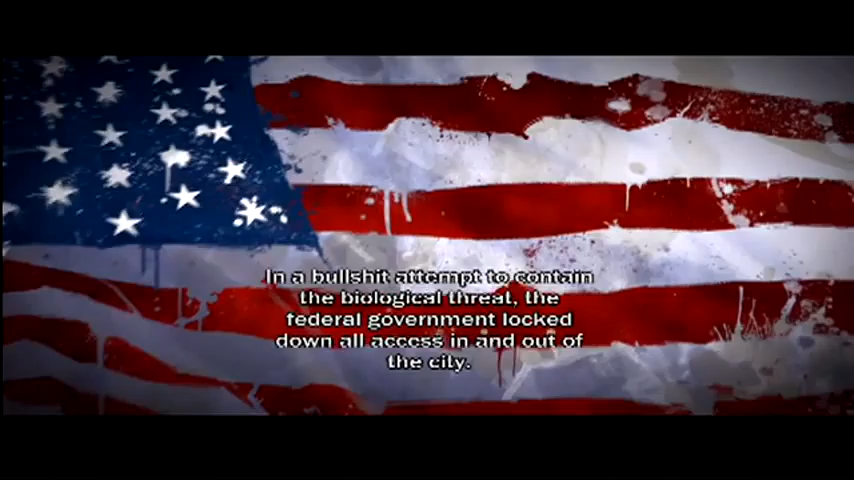 In a bullshit attempt to contain
the biological threat, the
federal government locked
down all access in and out of
the city.